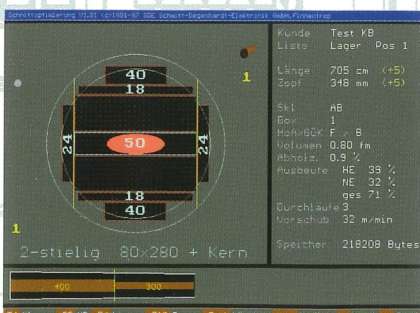 Schnittoptimierung V1.01 (c)1991-97 SDE Schmitt-Degenhardt-Elektronik GmbH, Finnentrop
Kunde Test KB
Liste Lager Pos 1
Länge 705 cm (+5)
Zopf 348 mm (+5)
Skl AB
Box 1
HoA/GÜK F / B
Volumen 0.80 fm
Abholz. 0.9 %
Ausbeute HE 39 %
NE 32 %
ges 71 %
Durchläufe 3
Vorschub 32 m/min
Speicher 218208 Bytes
1
40
18
24
50
24
18
40
1
2-stielig 80x280 + Kern
400 300